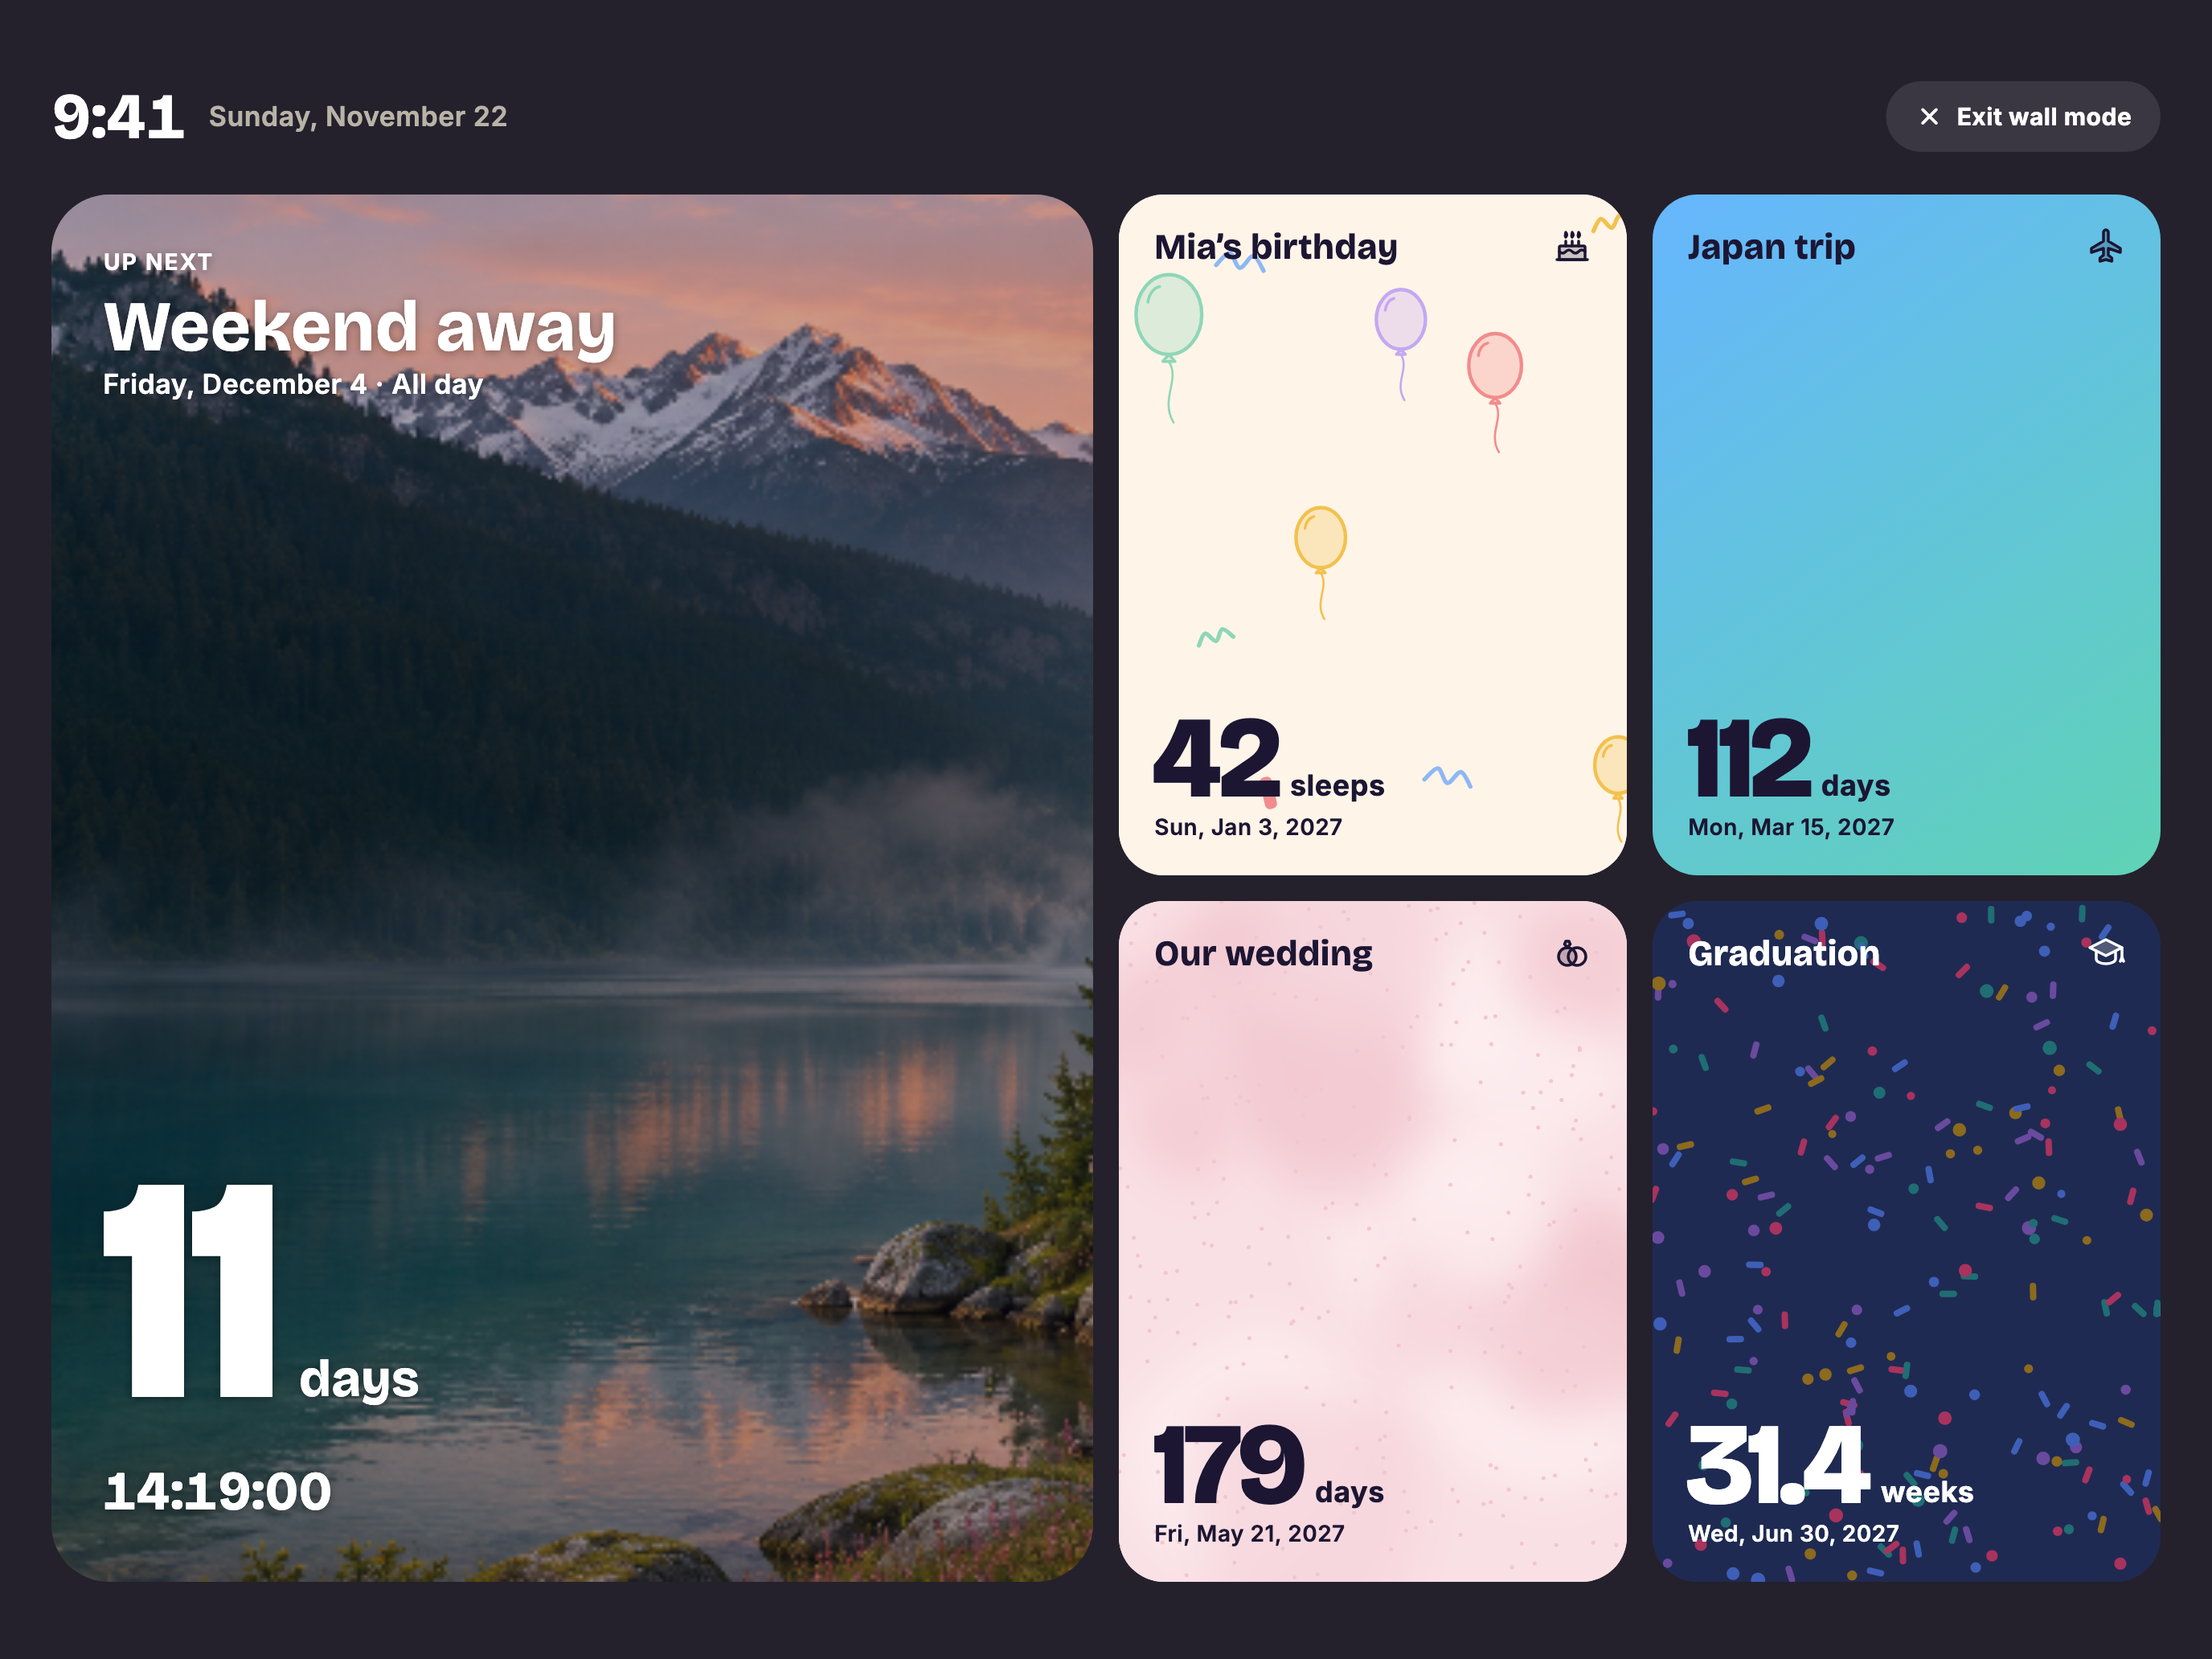 9:41 Sunday, November 22
Exit wall mode
UP NEXT
Weekend away
Friday, December 4 · All day
11 days
14:19:00
Mia’s birthday
42 sleeps
Sun, Jan 3, 2027
Japan trip
112 days
Mon, Mar 15, 2027
Our wedding
179 days
Fri, May 21, 2027
Graduation
31.4 weeks
Wed, Jun 30, 2027